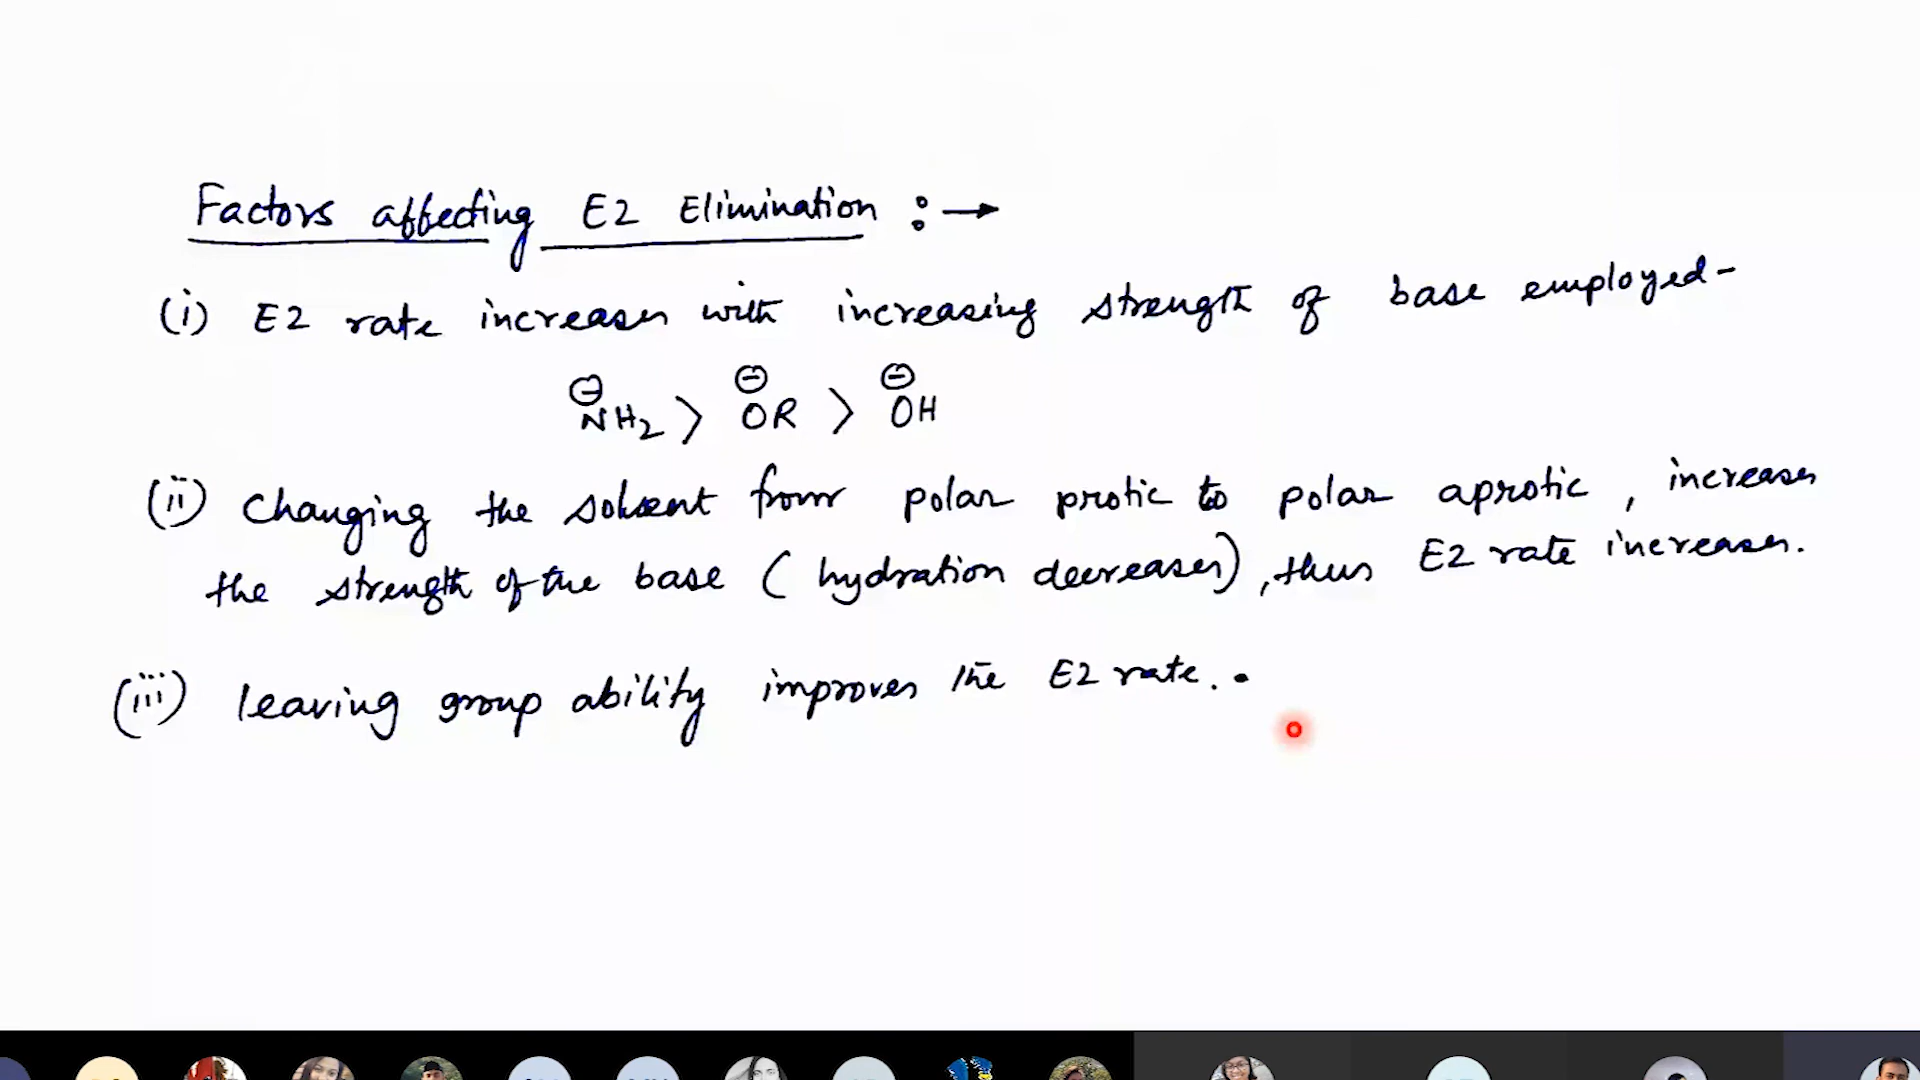 Factors affecting E2 Elimination :→
(i) E2 rate increases with increasing strength of base employed-
⊖NH₂ > ⊖OR > ⊖OH
(ii) Changing the solvent from polar protic to polar aprotic, increases
the strength of the base (hydration decreases), thus E2 rate increases.
(iii) leaving group ability improves the E2 rate..